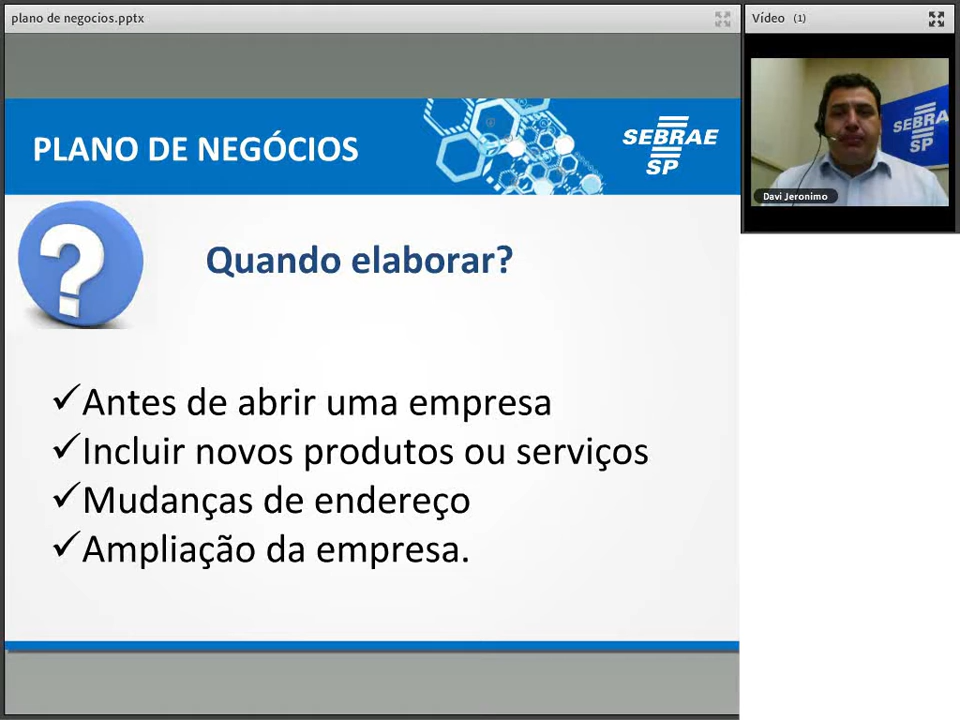 plano de negocios.pptx
Vídeo (1)
PLANO DE NEGÓCIOS
SEBRAE
SP
SEBRA
SP
Davi Jeronimo
?
Quando elaborar?
✓Antes de abrir uma empresa
✓Incluir novos produtos ou serviços
✓Mudanças de endereço
✓Ampliação da empresa.